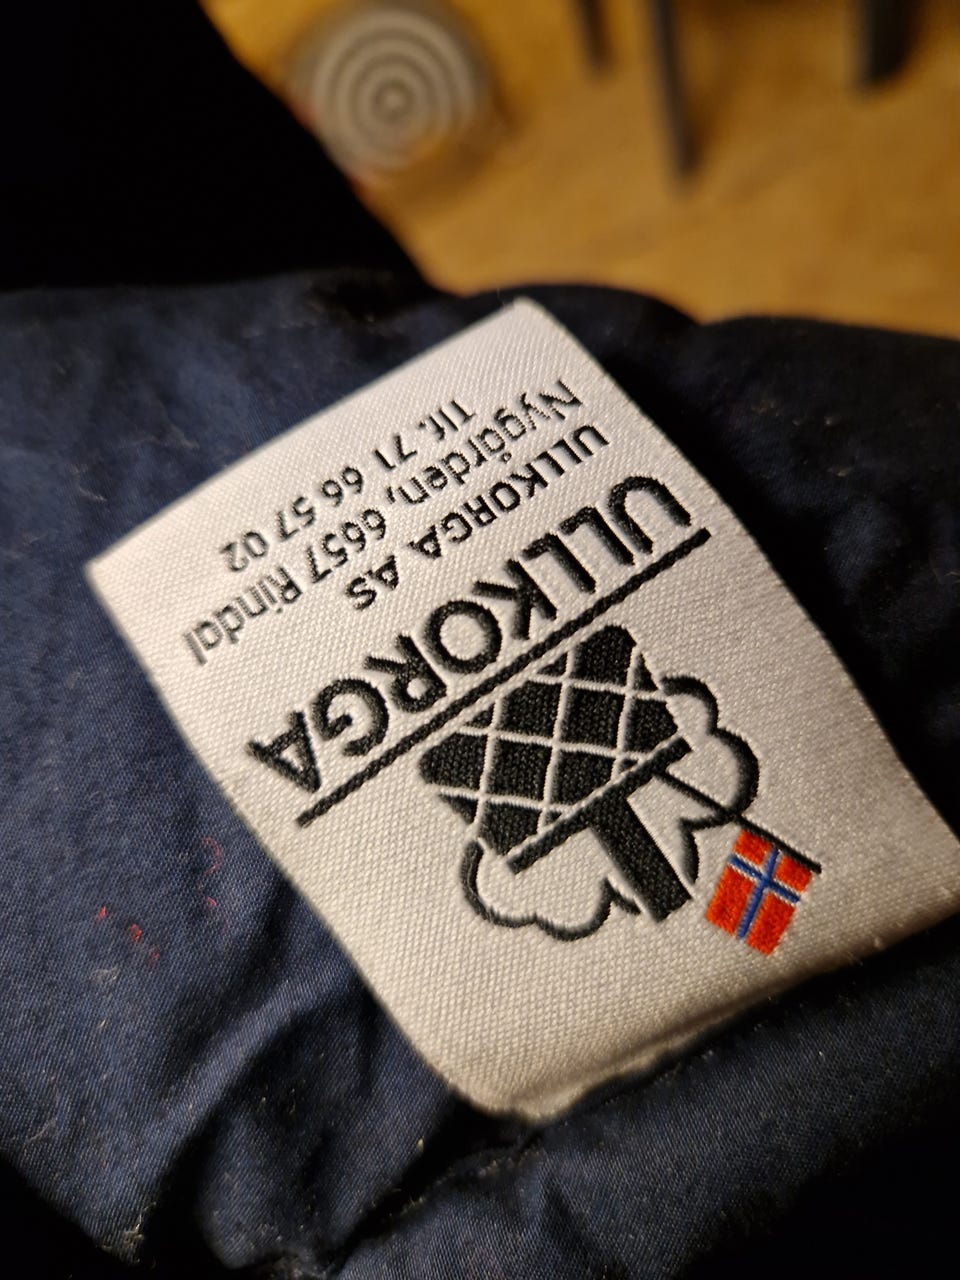 ULLKORGA
ULLKORGA AS
Nygården, 6657 Rindal
Tlf. 71 66 57 02